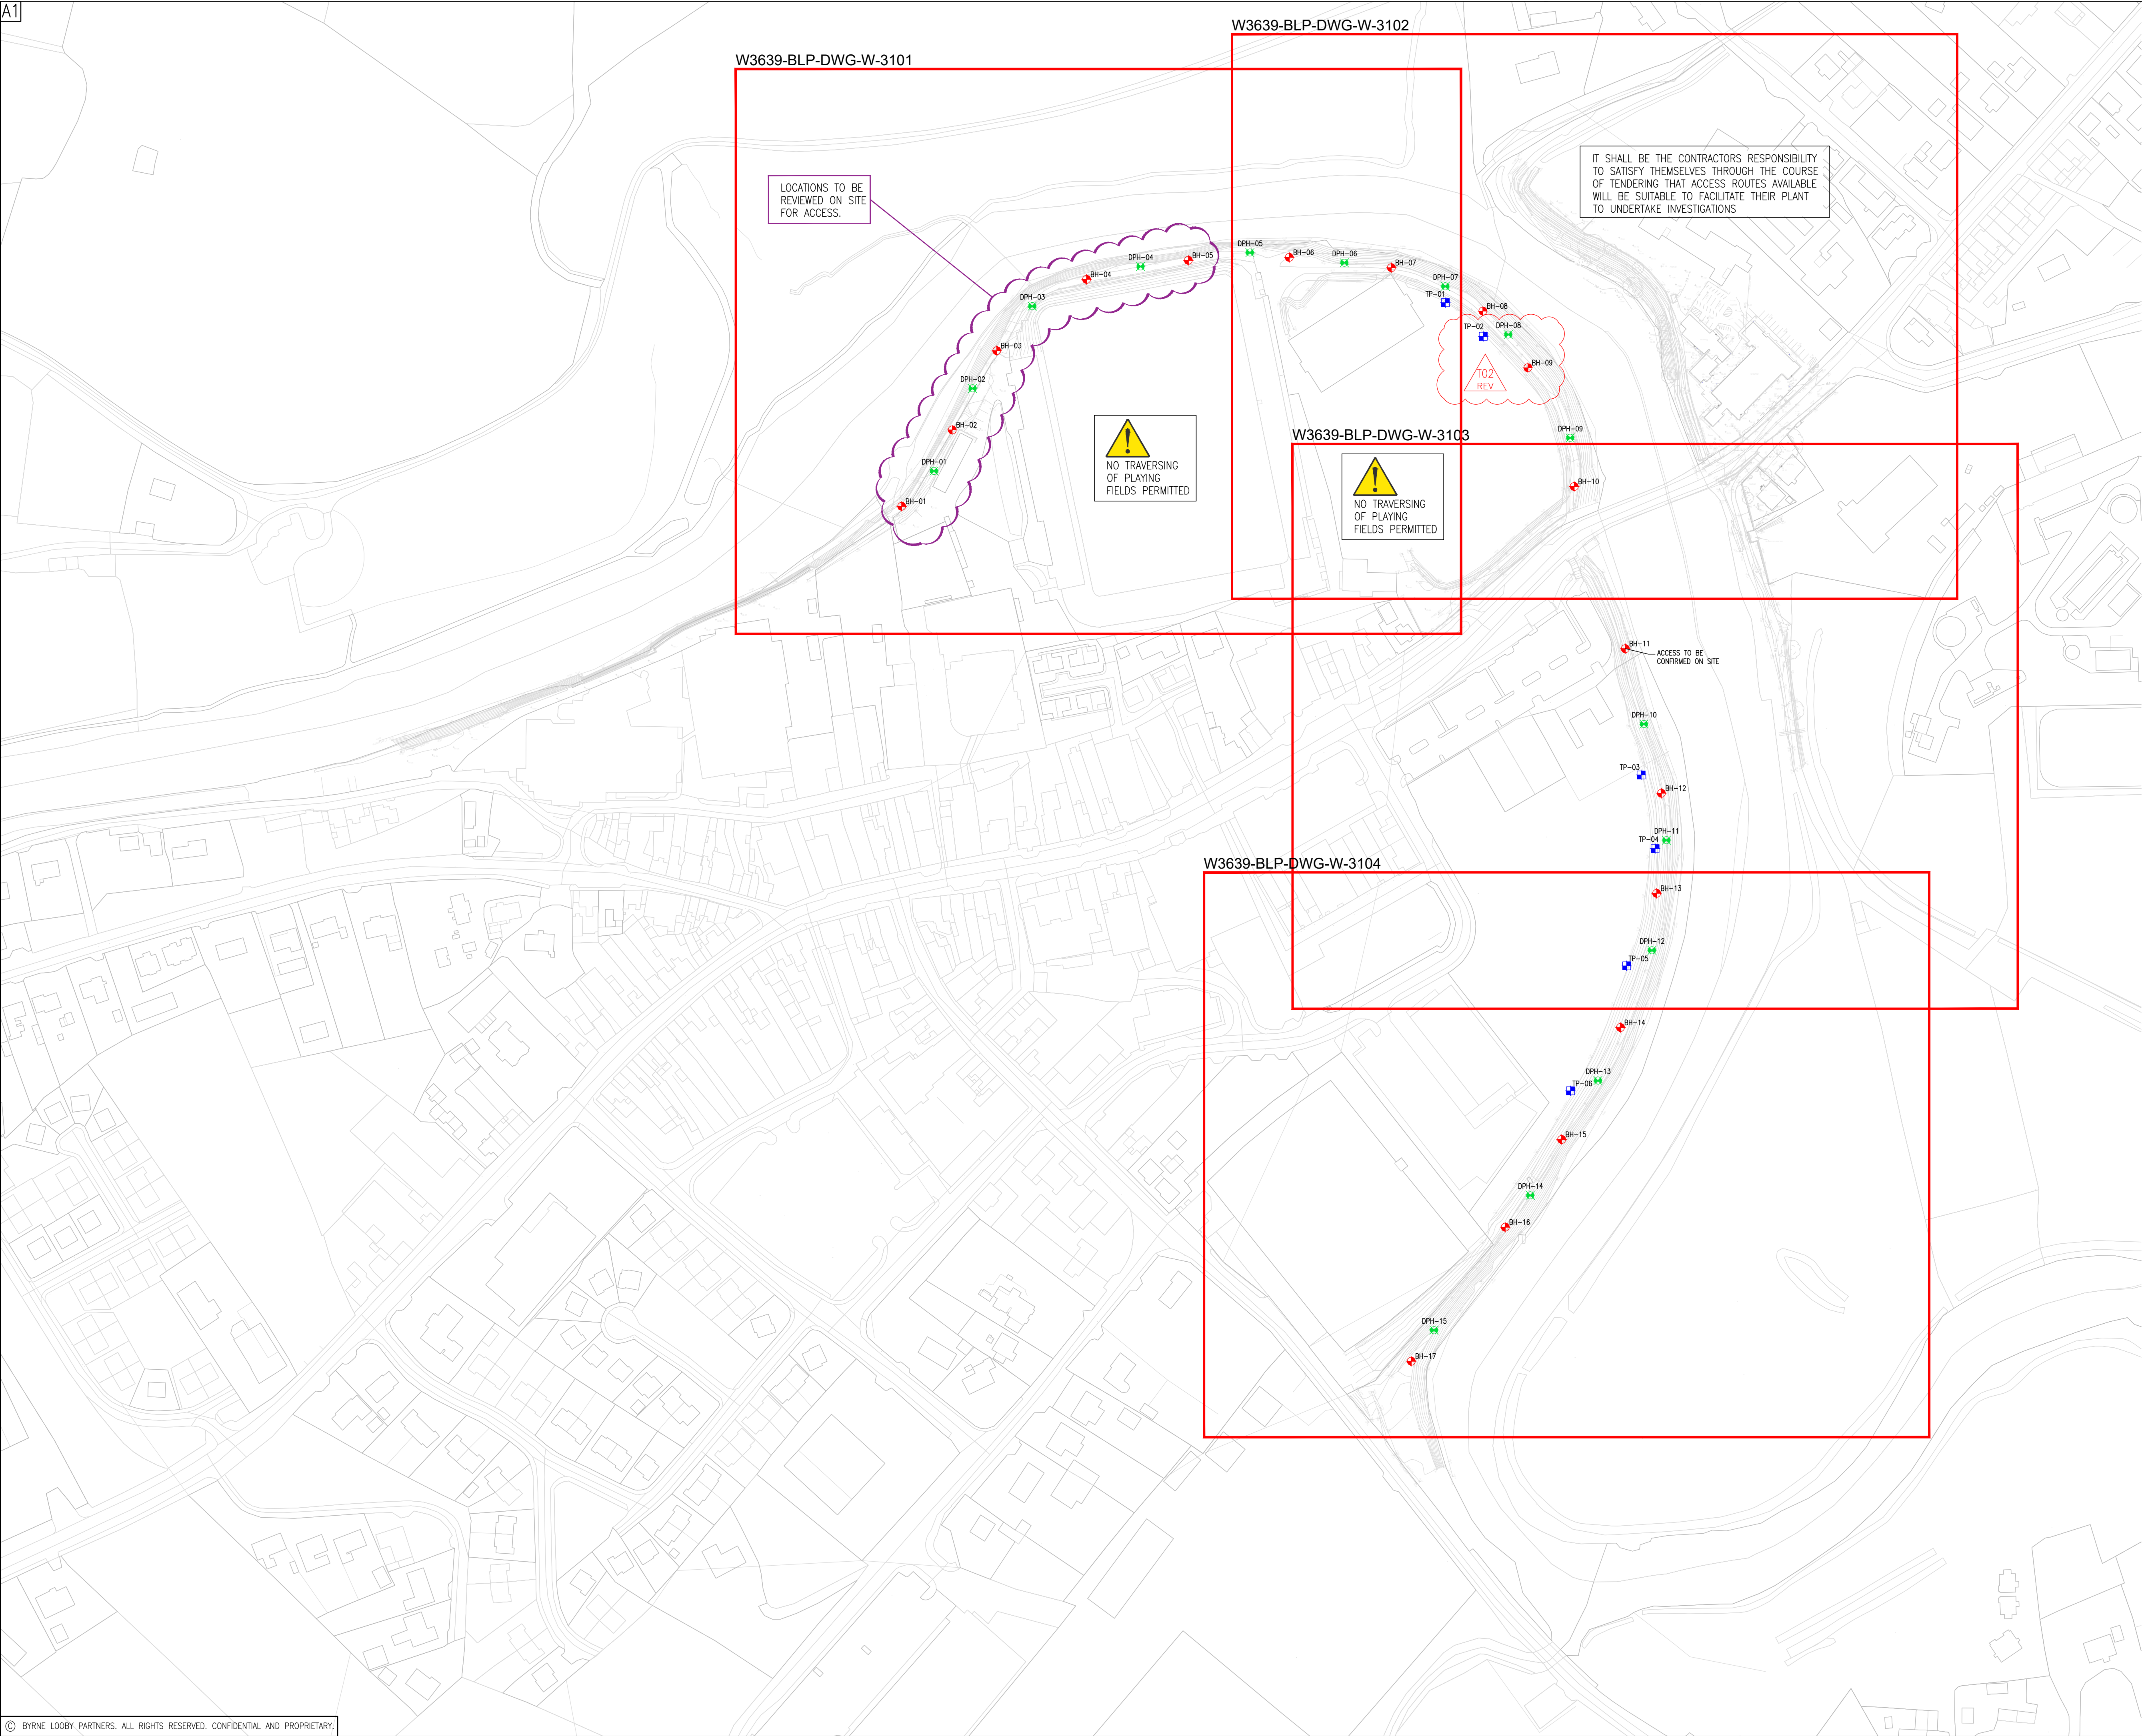 A1
W3639-BLP-DWG-W-3102
W3639-BLP-DWG-W-3101
IT SHALL BE THE CONTRACTORS RESPONSIBILITY
TO SATISFY THEMSELVES THROUGH THE COURSE
OF TENDERING THAT ACCESS ROUTES AVAILABLE
WILL BE SUITABLE TO FACILITATE THEIR PLANT
TO UNDERTAKE INVESTIGATIONS
LOCATIONS TO BE
REVIEWED ON SITE
FOR ACCESS.
DPH-05
BH-06
DPH-06
BH-07
DPH-04
BH-05
BH-04
DPH-07
TP-01
DPH-03
BH-08
TP-02
DPH-08
BH-03
BH-09
T02
REV
DPH-02
BH-02
DPH-09
W3639-BLP-DWG-W-3103
!
NO TRAVERSING
OF PLAYING
FIELDS PERMITTED
!
NO TRAVERSING
OF PLAYING
FIELDS PERMITTED
DPH-01
BH-10
BH-01
BH-11
ACCESS TO BE
CONFIRMED ON SITE
DPH-10
TP-03
BH-12
DPH-11
TP-04
W3639-BLP-DWG-W-3104
BH-13
DPH-12
TP-05
BH-14
DPH-13
TP-06
BH-15
DPH-14
BH-16
DPH-15
BH-17
© BYRNE LOOBY PARTNERS. ALL RIGHTS RESERVED. CONFIDENTIAL AND PROPRIETARY.